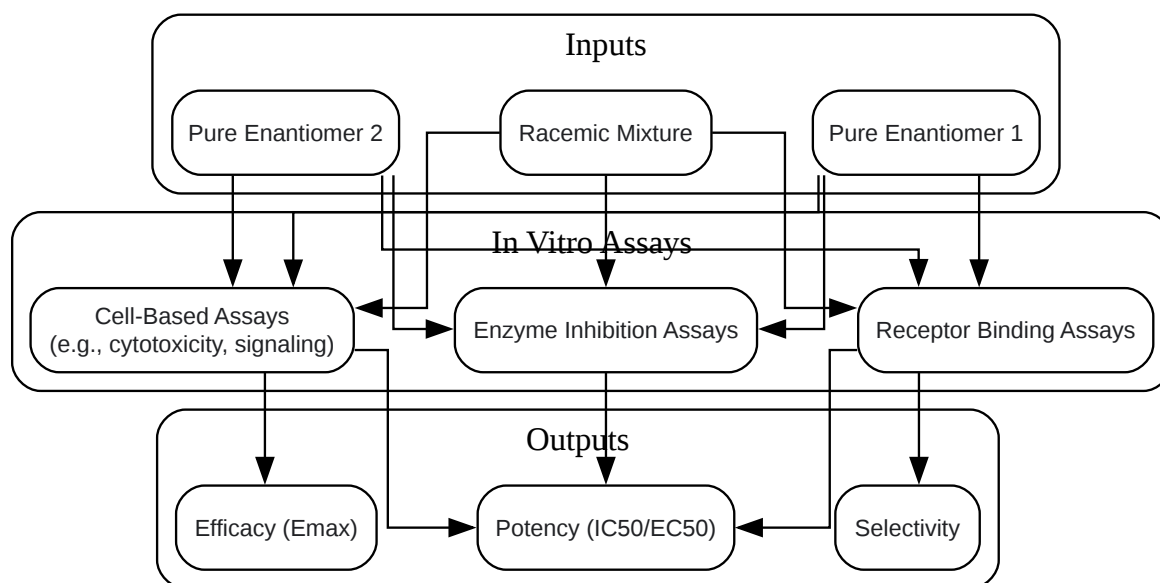 Inputs
Pure Enantiomer 2
Racemic Mixture
Pure Enantiomer 1
In Vitro Assays
Cell-Based Assays
(e.g., cytotoxicity, signaling)
Enzyme Inhibition Assays
Receptor Binding Assays
Outputs
Efficacy (Emax)
Potency (IC50/EC50)
Selectivity